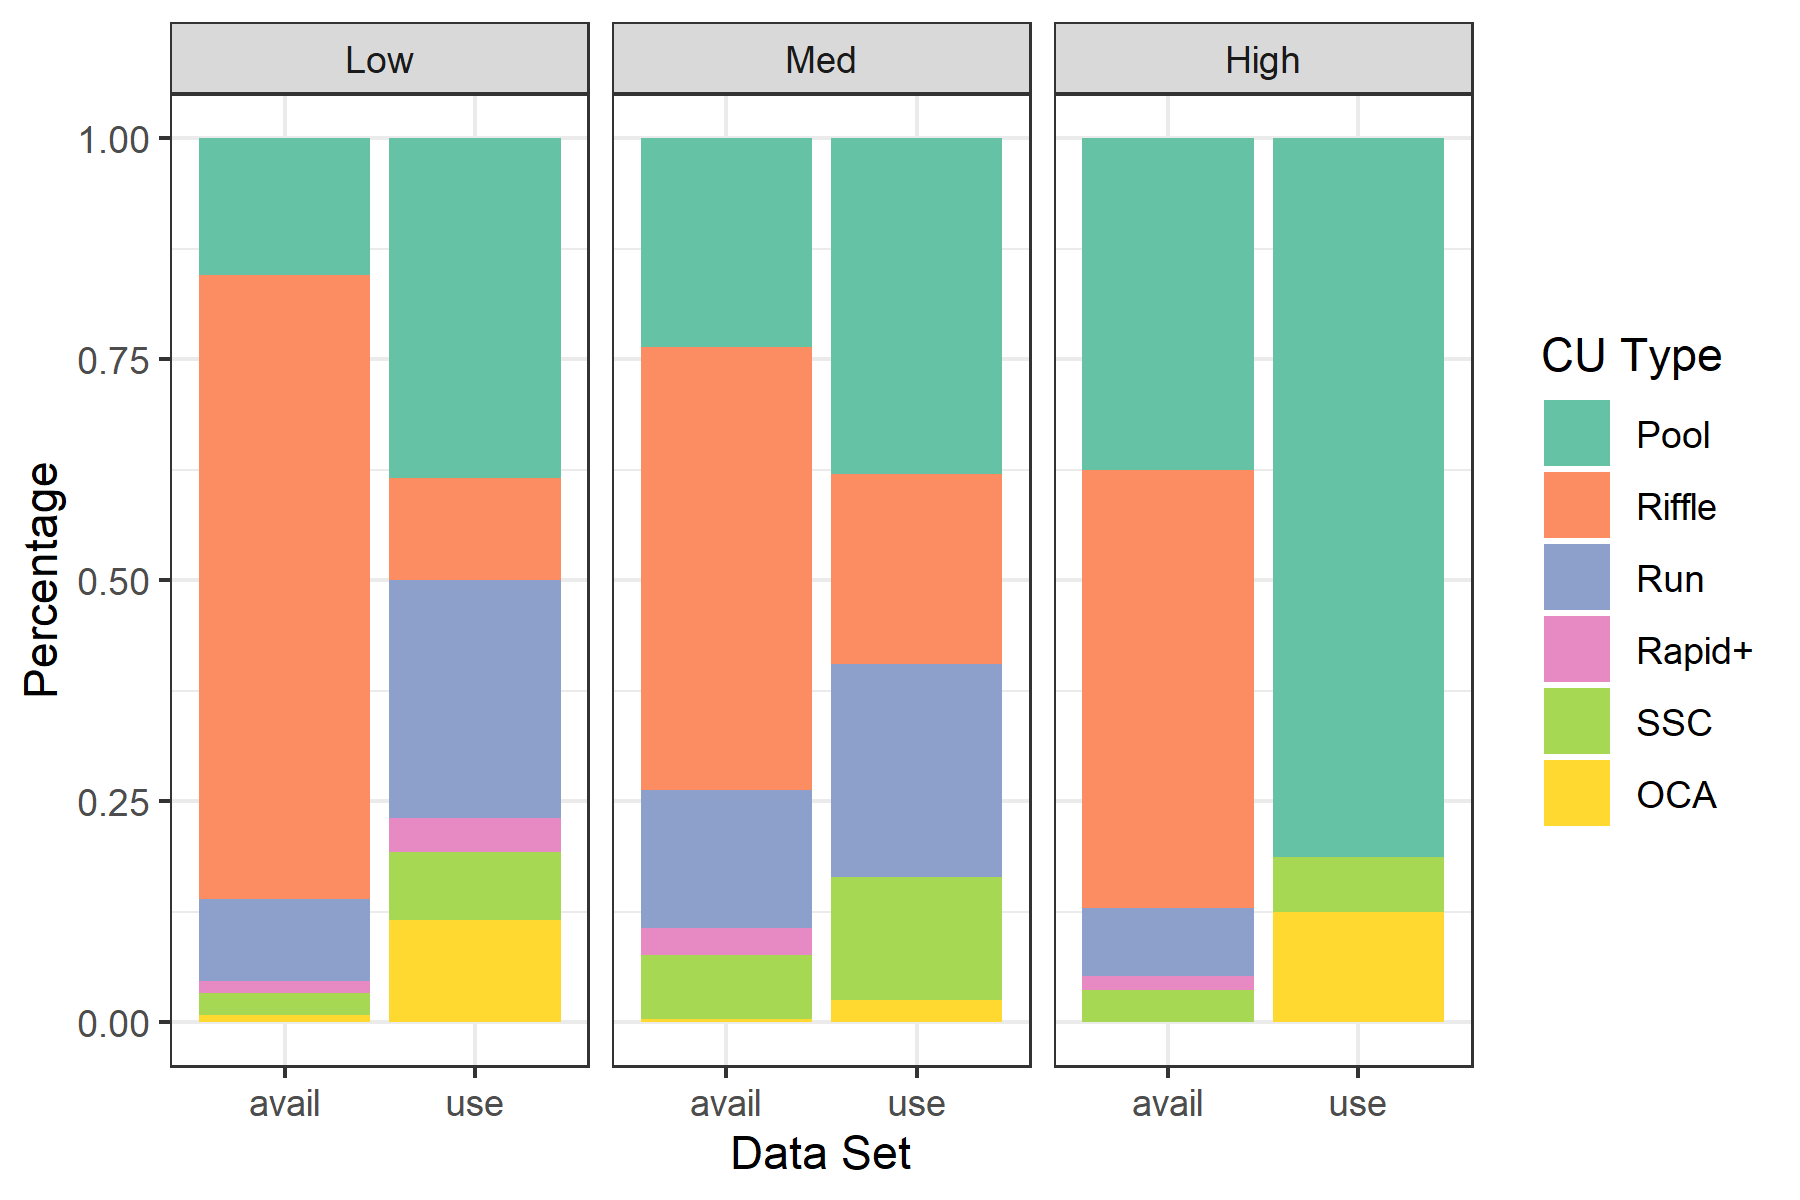 Low Med High
1.00
0.75
0.50
0.25
0.00
Percentage
avail use avail use avail use
Data Set
CU Type
Pool
Riffle
Run
Rapid+
SSC
OCA